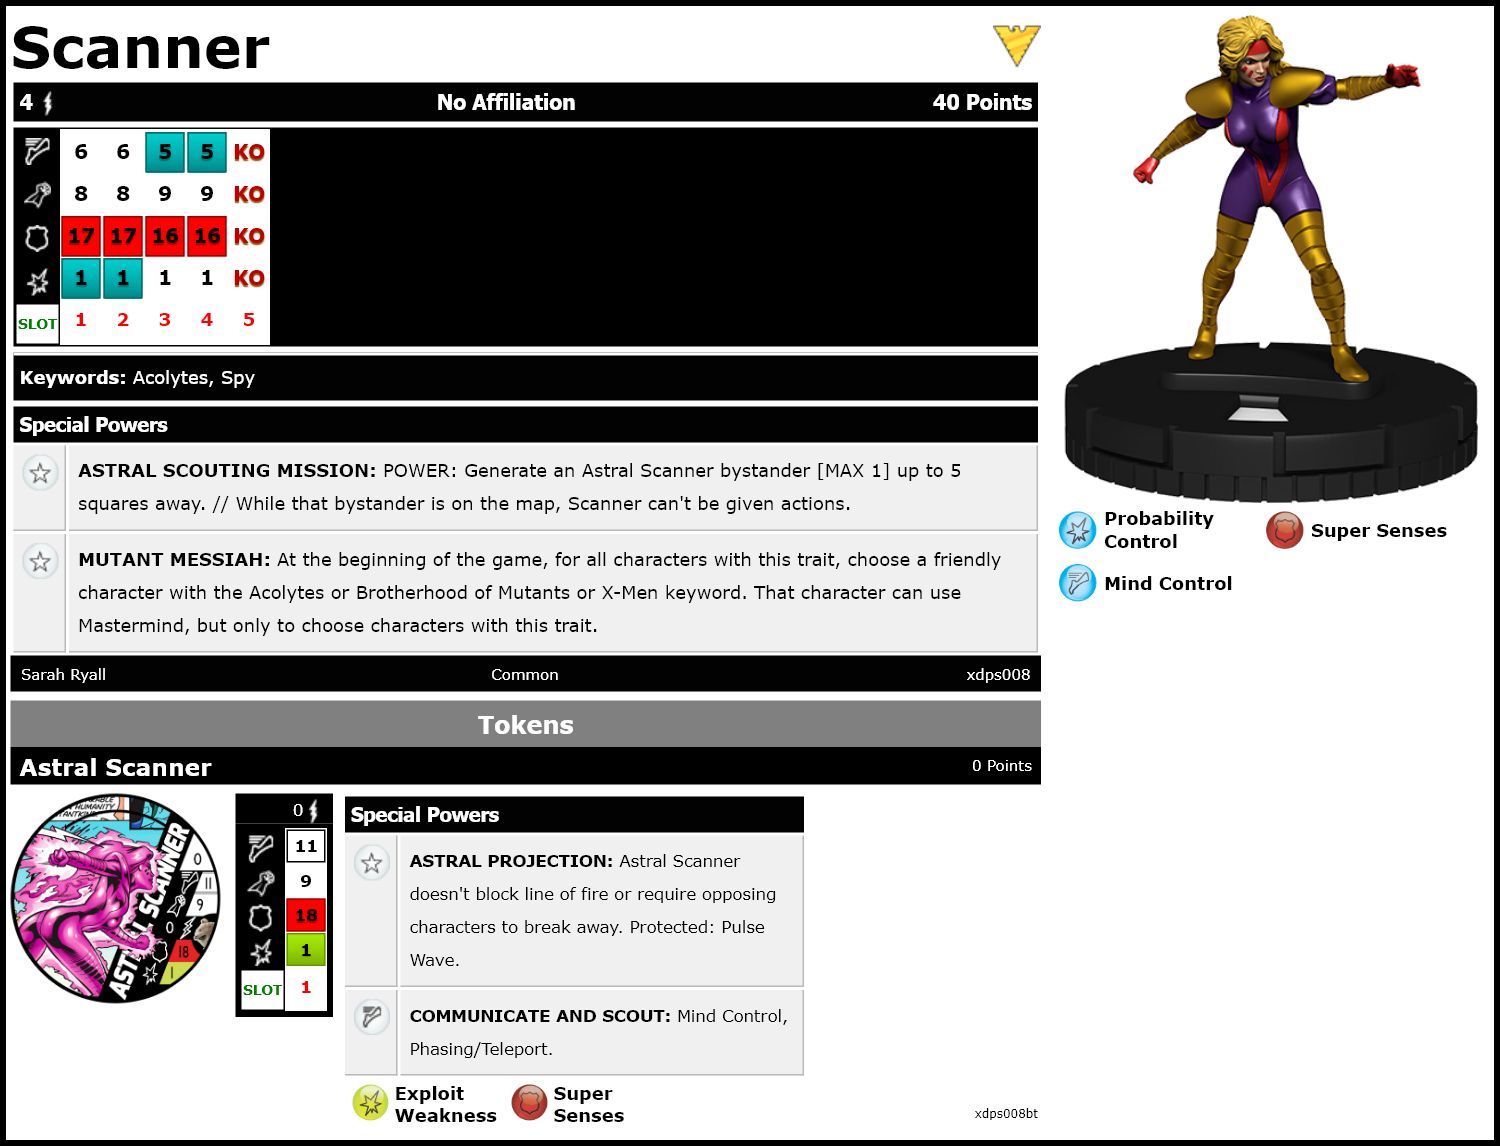 Scanner
4 No Affiliation 40 Points
6 6 5 5 KO
8 8 9 9 KO
17 17 16 16 KO
1 1 1 1 KO
SLOT 1 2 3 4 5
Keywords: Acolytes, Spy
Special Powers
ASTRAL SCOUTING MISSION: POWER: Generate an Astral Scanner bystander [MAX 1] up to 5
squares away. // While that bystander is on the map, Scanner can't be given actions.
MUTANT MESSIAH: At the beginning of the game, for all characters with this trait, choose a friendly
character with the Acolytes or Brotherhood of Mutants or X-Men keyword. That character can use
Mastermind, but only to choose characters with this trait.
Sarah Ryall Common xdps008
Probability
Control
Super Senses
Mind Control
Tokens
Astral Scanner 0 Points
HUMANITY
ASTRAL SCANNER
0
11
9
0
18
1
0
11
9
18
1
SLOT 1
Special Powers
ASTRAL PROJECTION: Astral Scanner
doesn't block line of fire or require opposing
characters to break away. Protected: Pulse
Wave.
COMMUNICATE AND SCOUT: Mind Control,
Phasing/Teleport.
Exploit
Weakness
Super
Senses
xdps008bt